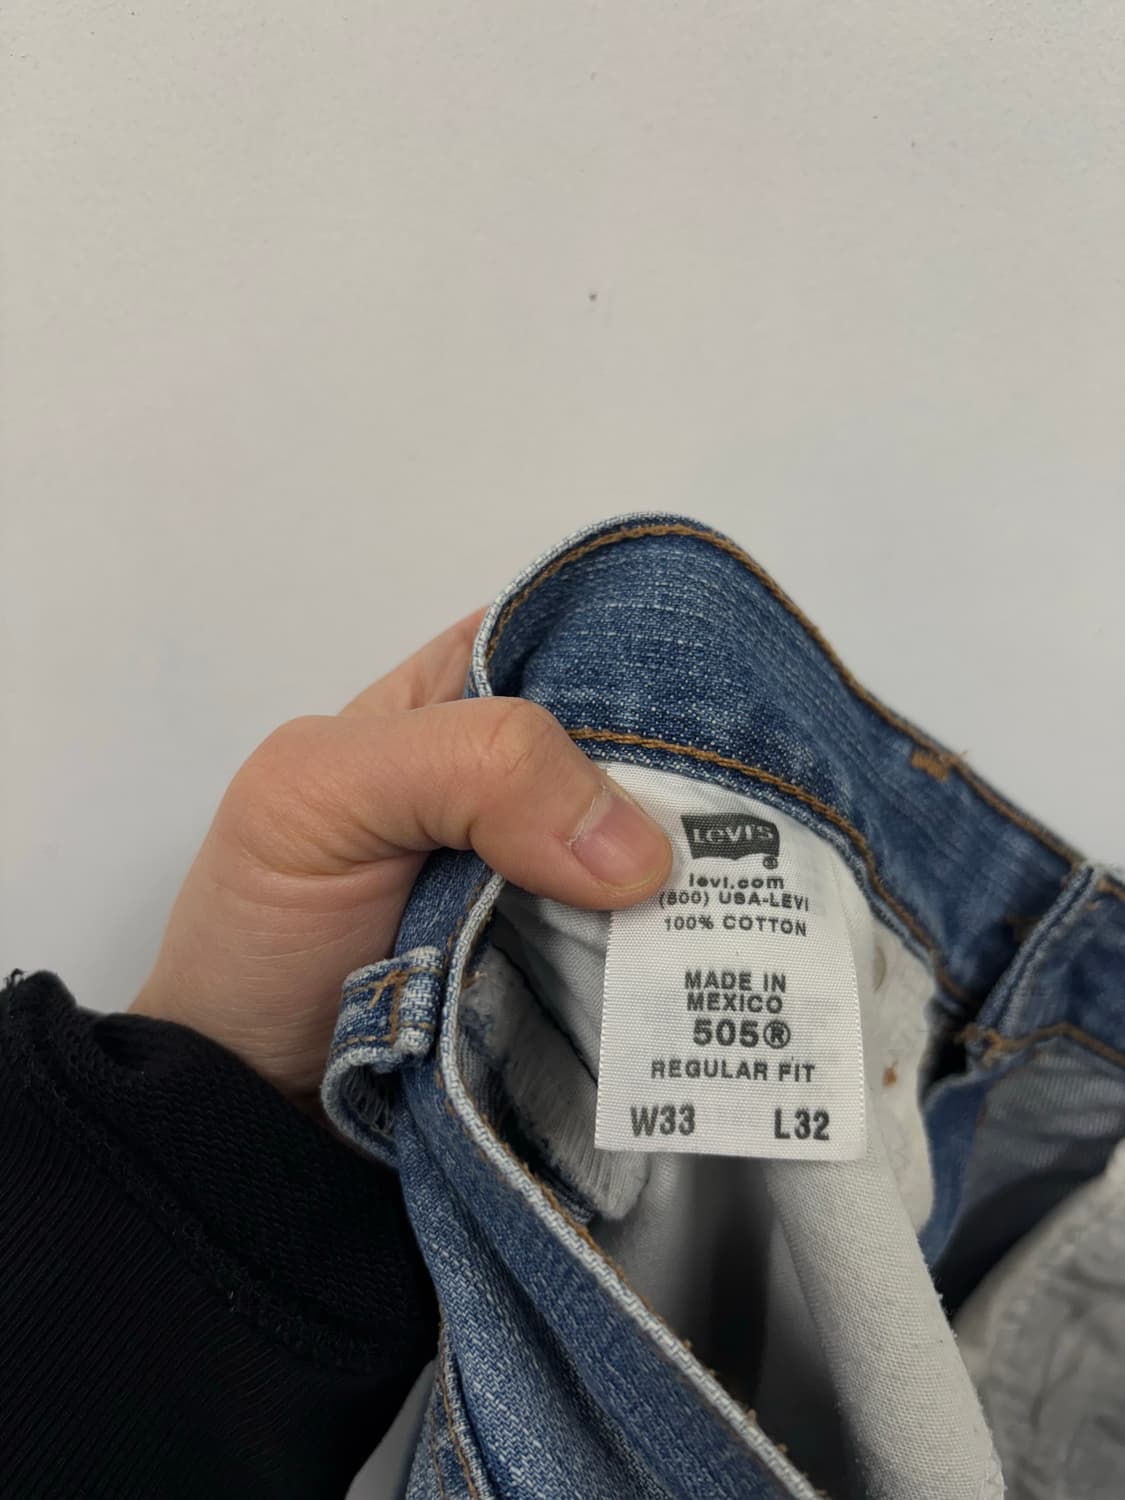 LEVI'S
®
levi.com
(800) USA-LEVI
100% COTTON
MADE IN
MEXICO
505®
REGULAR FIT
W33 L32